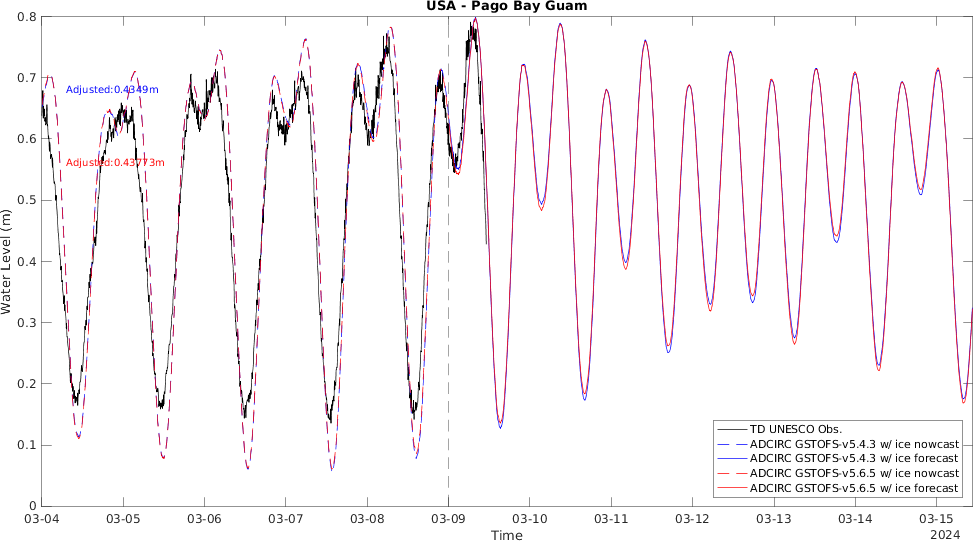 USA - Pago Bay Guam
0.8
0.7
0.6
0.5
0.4
0.3
0.2
0.1
0
Water Level (m)
Adjusted:0.4349m
Adjusted:0.43773m
TD UNESCO Obs.
ADCIRC GSTOFS-v5.4.3 w/ ice nowcast
ADCIRC GSTOFS-v5.4.3 w/ ice forecast
ADCIRC GSTOFS-v5.6.5 w/ ice nowcast
ADCIRC GSTOFS-v5.6.5 w/ ice forecast
03-04 03-05 03-06 03-07 03-08 03-09 03-10 03-11 03-12 03-13 03-14 03-15
Time
2024